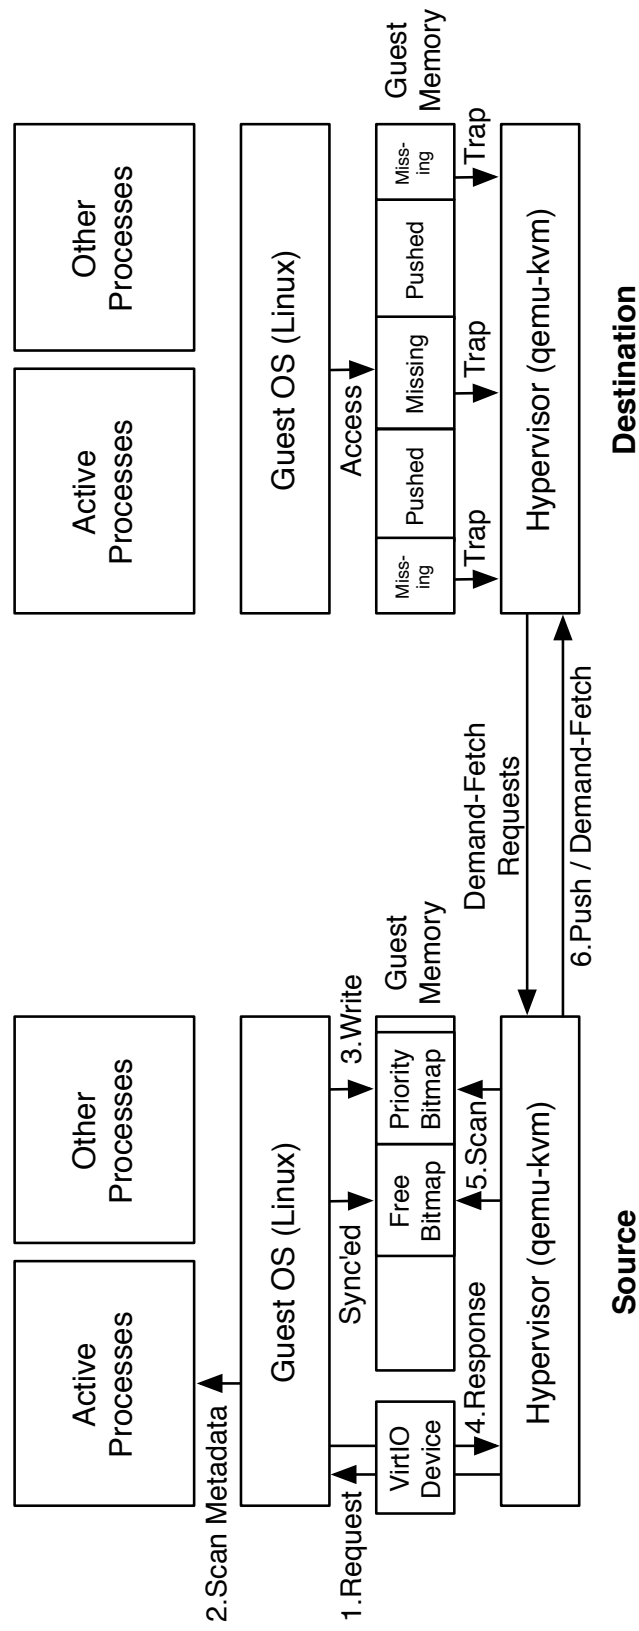 Active
Processes
Other
Processes
2.Scan Metadata
Guest OS (Linux)
1.Request
Sync'ed
3.Write
VirtIO
Device
Free
Bitmap
Priority
Bitmap
Guest
Memory
4.Response
5.Scan
Hypervisor (qemu-kvm)
Source
Demand-Fetch
Requests
6.Push / Demand-Fetch
Active
Processes
Other
Processes
Guest OS (Linux)
Access
Miss-
ing
Pushed
Missing
Pushed
Miss-
ing
Guest
Memory
Trap
Trap
Trap
Hypervisor (qemu-kvm)
Destination